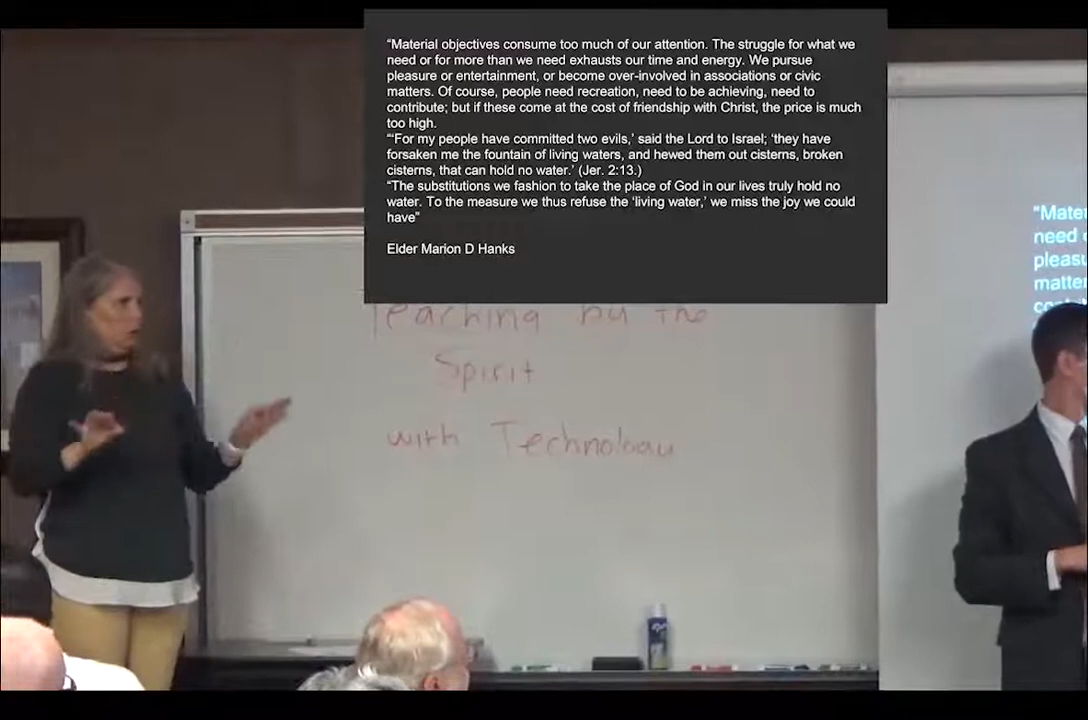 “Material objectives consume too much of our attention. The struggle for what we
need or for more than we need exhausts our time and energy. We pursue
pleasure or entertainment, or become over-involved in associations or civic
matters. Of course, people need recreation, need to be achieving, need to
contribute; but if these come at the cost of friendship with Christ, the price is much
too high.
“‘For my people have committed two evils,’ said the Lord to Israel; ‘they have
forsaken me the fountain of living waters, and hewed them out cisterns, broken
cisterns, that can hold no water.’ (Jer. 2:13.)
“The substitutions we fashion to take the place of God in our lives truly hold no
water. To the measure we thus refuse the ‘living water,’ we miss the joy we could
have”
Elder Marion D Hanks
Teaching by the
Spirit
with Technology
“Mate
need
pleasu
matter